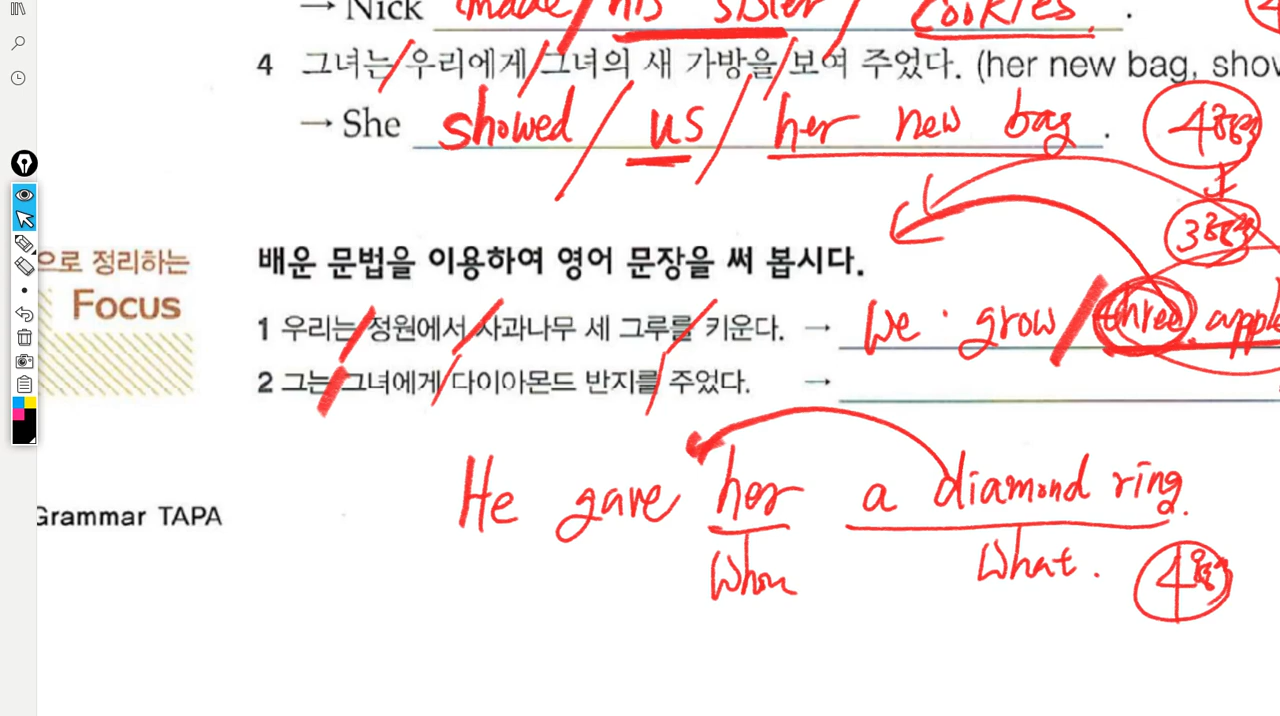 → Nick made / his sister / cookies.
4 그녀는/우리에게/그녀의 새 가방을/보여 주었다. (her new bag, show
→ She showed / us / her new bag. 4형식
3형식
으로 정리하는
Focus
배운 문법을 이용하여 영어 문장을 써 봅시다.
1 우리는/정원에서/사과나무 세 그루를/키운다. → We grow / three apple
2 그는/그녀에게/다이아몬드 반지를/주었다. →
He gave her a diamond ring.
whom what. 4형식
Grammar TAPA